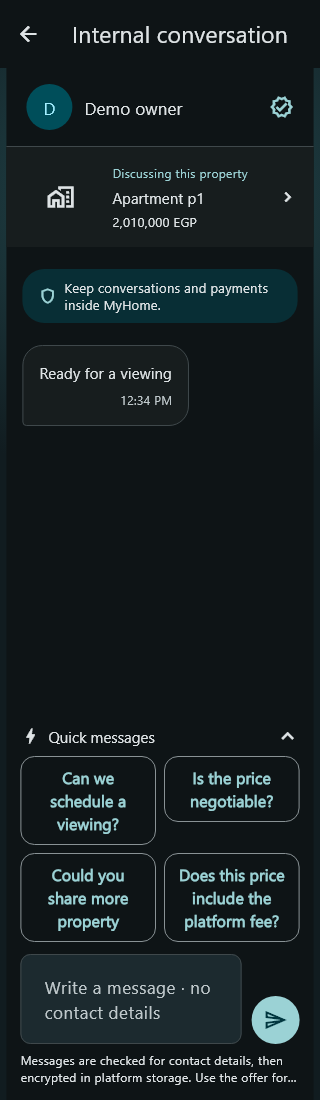 Internal conversation
D
Demo owner
Discussing this property
Apartment p1
2,010,000 EGP
Keep conversations and payments
inside MyHome.
Ready for a viewing
12:34 PM
Quick messages
Can we
schedule a
viewing?
Is the price
negotiable?
Could you
share more
property
Does this price
include the
platform fee?
Write a message · no
contact details
Messages are checked for contact details, then
encrypted in platform storage. Use the offer for...